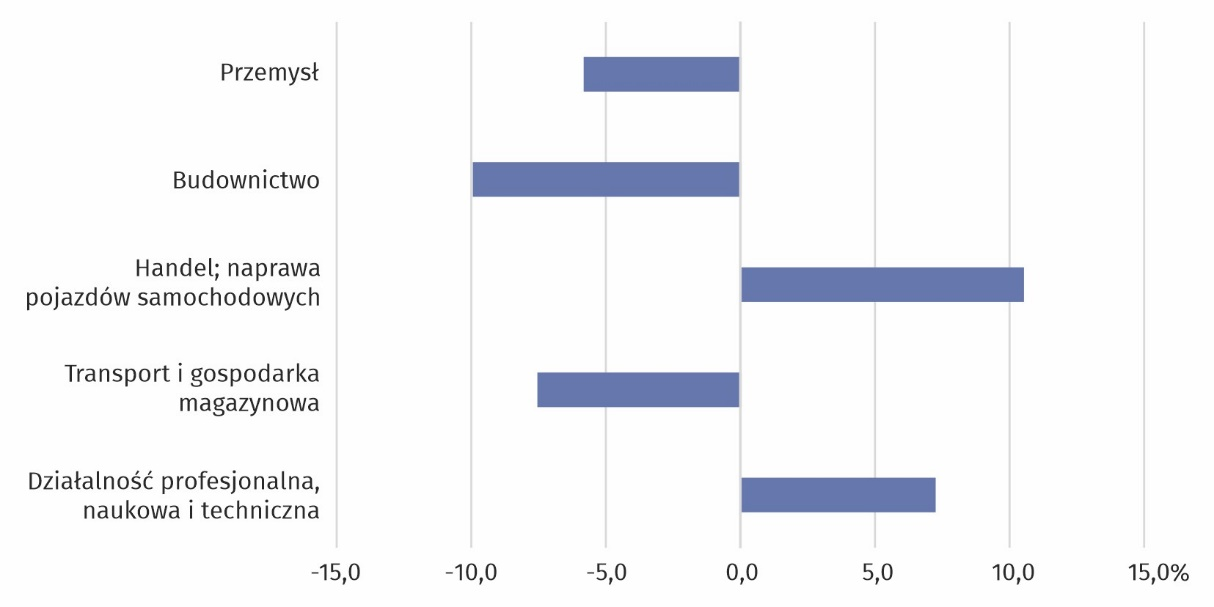 Przemysł
Budownictwo
Handel; naprawa
pojazdów samochodowych
Transport i gospodarka
magazynowa
Działalność profesjonalna,
naukowa i techniczna
-15,0 -10,0 -5,0 0,0 5,0 10,0 15,0%